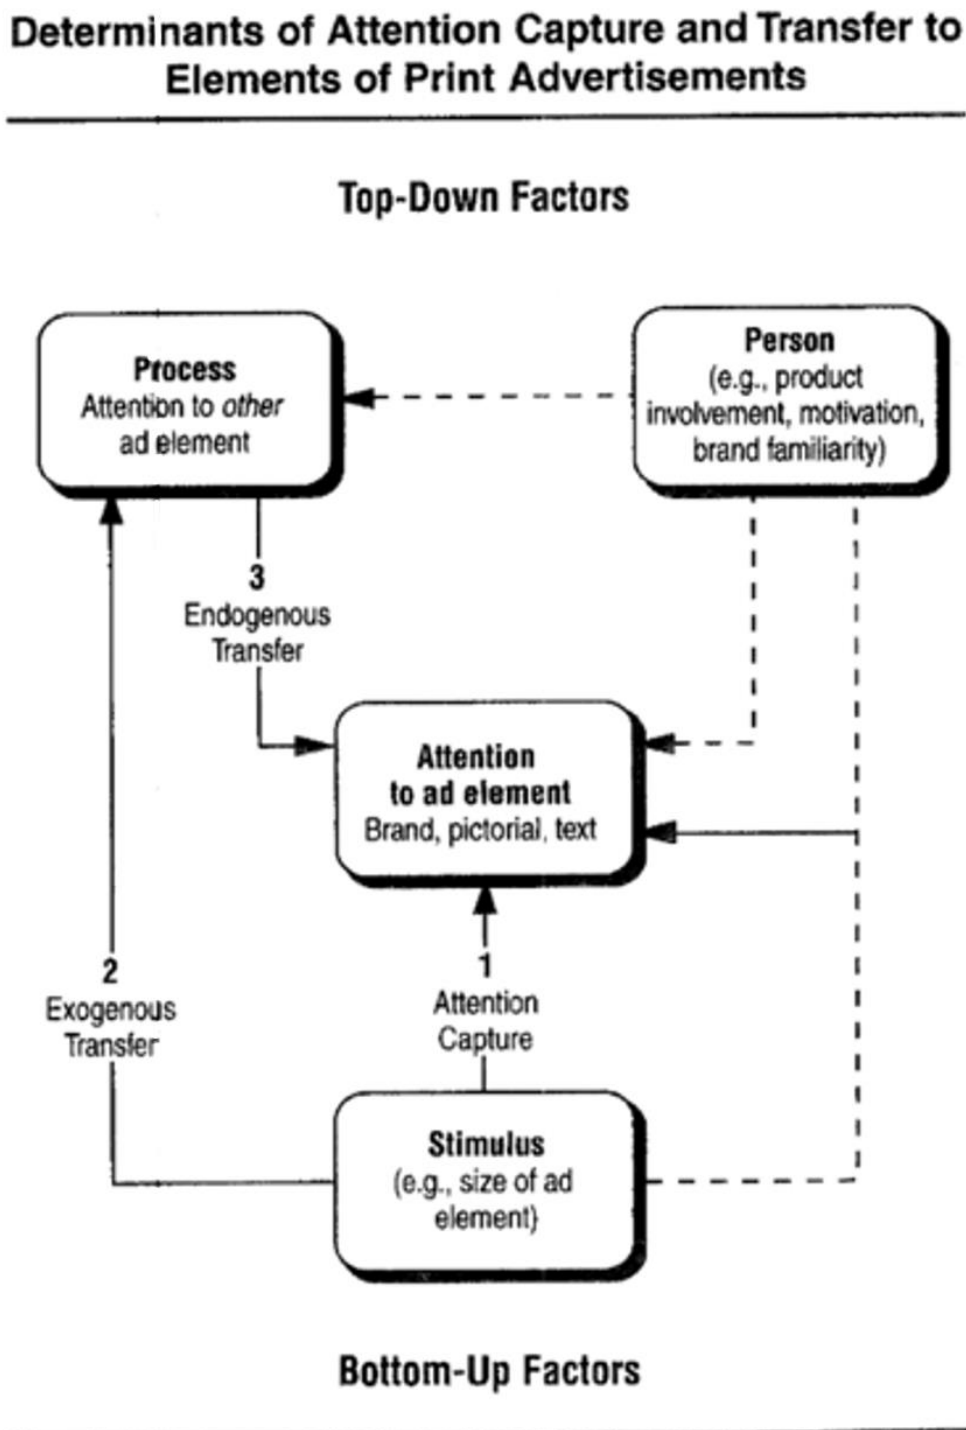 Determinants of Attention Capture and Transfer to
Elements of Print Advertisements
Top-Down Factors
Process
Attention to other
ad element
Person
(e.g., product
involvement, motivation,
brand familiarity)
3
Endogenous
Transfer
Attention
to ad element
Brand, pictorial, text
2
Exogenous
Transfer
1
Attention
Capture
Stimulus
(e.g., size of ad
element)
Bottom-Up Factors